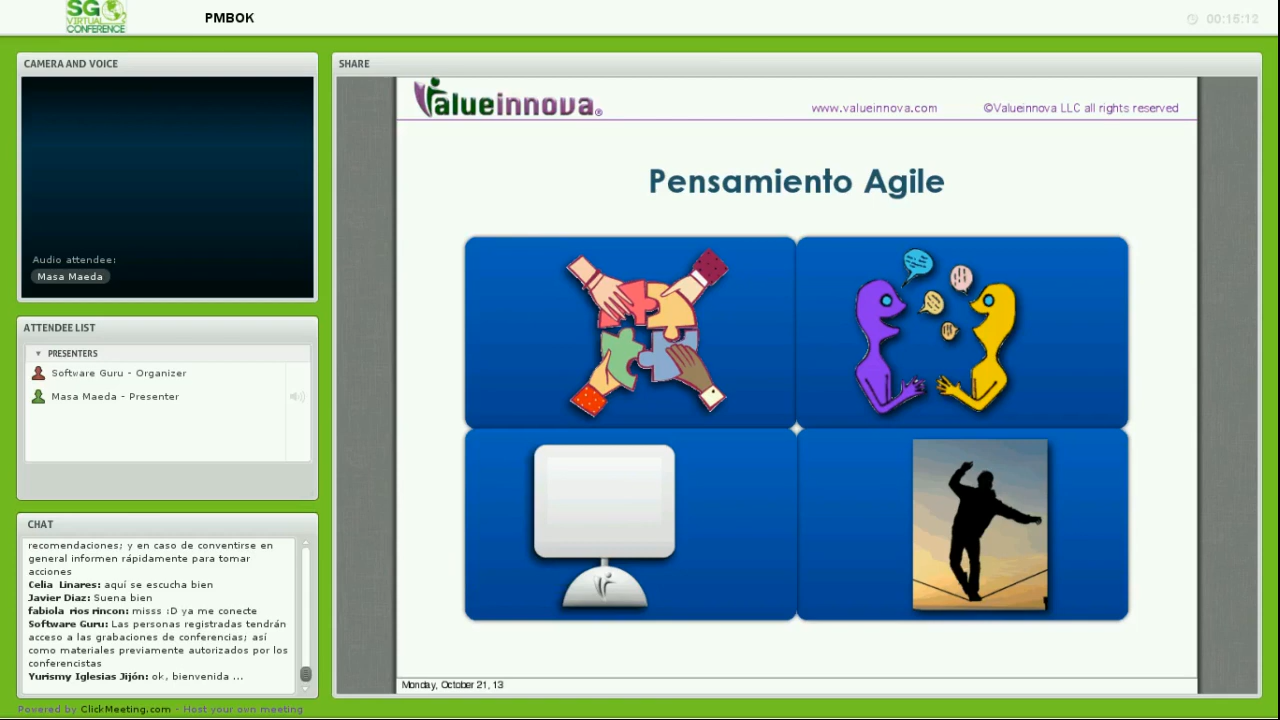 SG
VIRTUAL
CONFERENCE
PMBOK
00:15:12
CAMERA AND VOICE
Audio attendee:
Masa Maeda
ATTENDEE LIST
PRESENTERS
Software Guru - Organizer
Masa Maeda - Presenter
CHAT
recomendaciones; y en caso de conventirse en
general informen rápidamente para tomar
acciones
Celia Linares: aquí se escucha bien
Javier Diaz: Suena bien
fabiola rios rincon: misss :D ya me conecte
Software Guru: Las personas registradas tendrán
acceso a las grabaciones de conferencias; así
como materiales previamente autorizados por los
conferencistas
Yurismy Iglesias Jijón: ok, bienvenida ...
Powered by ClickMeeting.com - Host your own meeting
SHARE
Valueinnova®
www.valueinnova.com
©Valueinnova LLC all rights reserved
Pensamiento Agile
Monday, October 21, 13